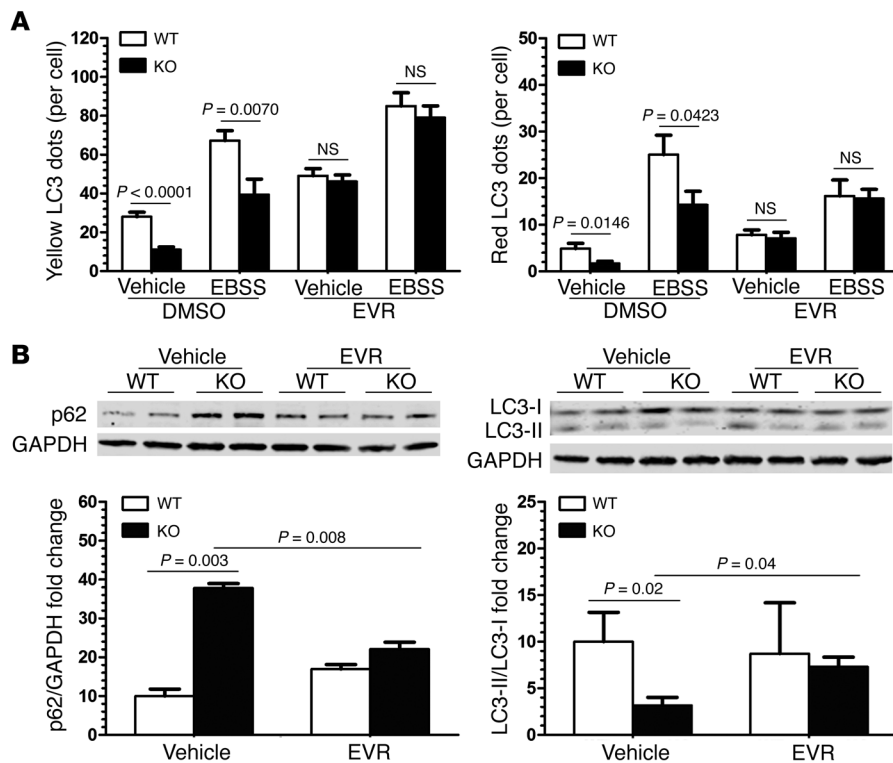 A
Yellow LC3 dots (per cell)
120
100
80
60
40
20
0
WT
KO
P < 0.0001
P = 0.0070
NS
NS
Vehicle EBSS Vehicle EBSS
DMSO EVR
Red LC3 dots (per cell)
50
40
30
20
10
0
WT
KO
P = 0.0146
P = 0.0423
NS
NS
Vehicle EBSS Vehicle EBSS
DMSO EVR
B
Vehicle EVR
WT KO WT KO
p62
GAPDH
Vehicle EVR
WT KO WT KO
LC3-I
LC3-II
GAPDH
p62/GAPDH fold change
60
50
40
30
20
10
0
WT
KO
P = 0.008
P = 0.003
Vehicle EVR
LC3-II/LC3-I fold change
25
20
15
10
5
0
WT
KO
P = 0.04
P = 0.02
Vehicle EVR